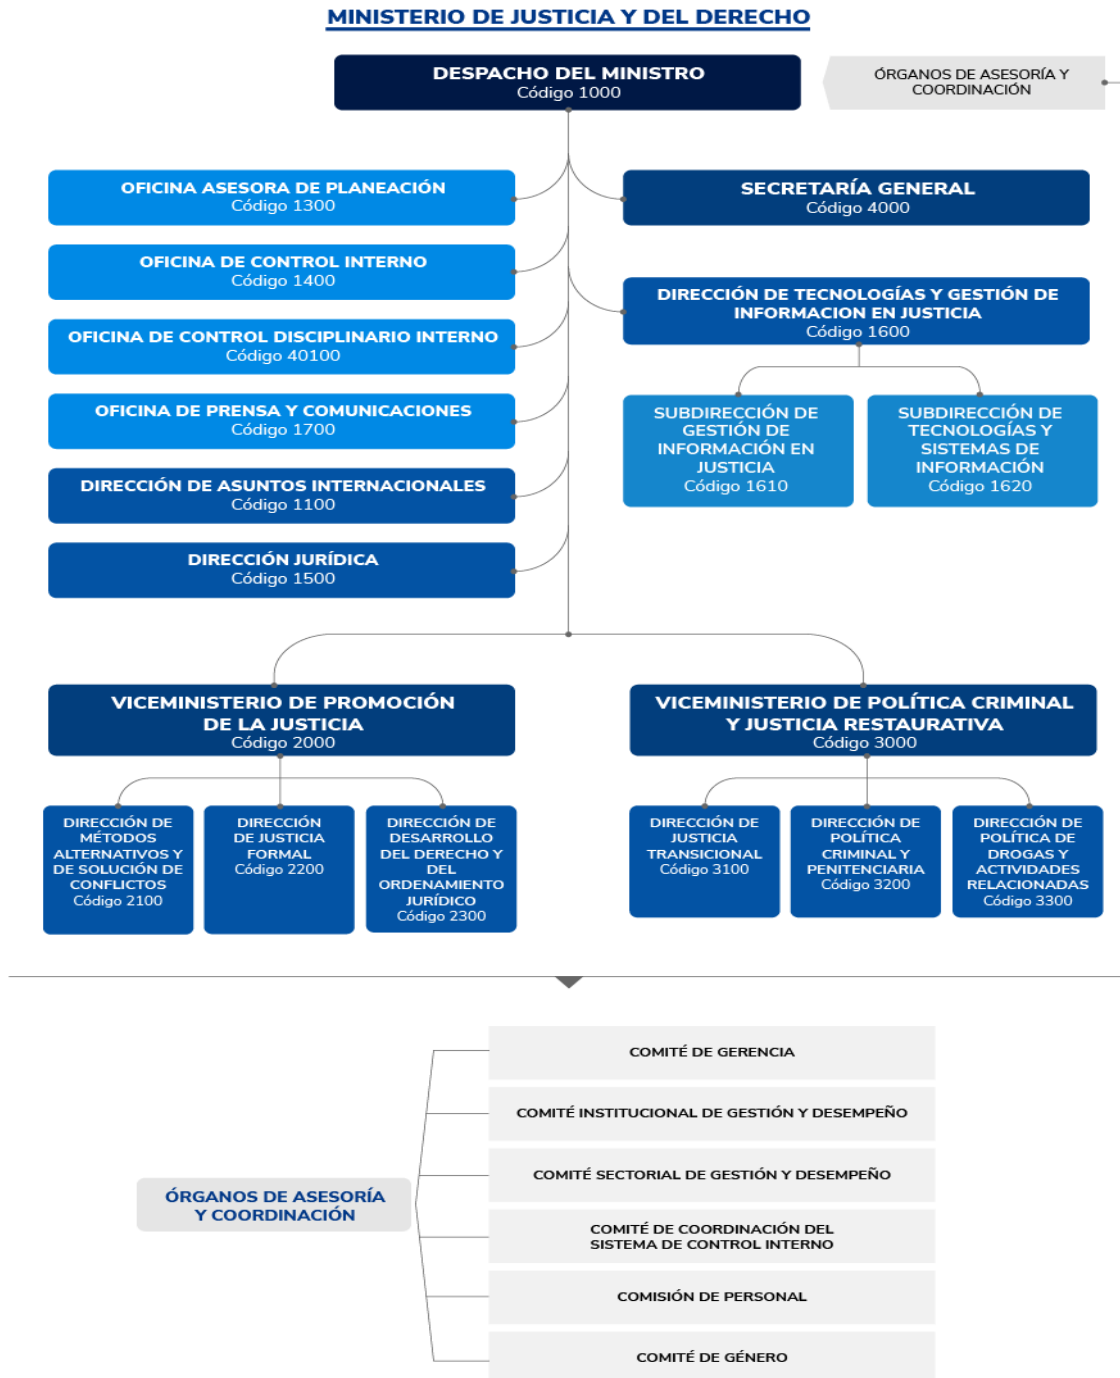 MINISTERIO DE JUSTICIA Y DEL DERECHO
DESPACHO DEL MINISTRO
Código 1000
ÓRGANOS DE ASESORÍA Y
COORDINACIÓN
OFICINA ASESORA DE PLANEACIÓN
Código 1300
SECRETARÍA GENERAL
Código 4000
OFICINA DE CONTROL INTERNO
Código 1400
DIRECCIÓN DE TECNOLOGÍAS Y GESTIÓN DE
INFORMACION EN JUSTICIA
Código 1600
OFICINA DE CONTROL DISCIPLINARIO INTERNO
Código 40100
OFICINA DE PRENSA Y COMUNICACIONES
Código 1700
SUBDIRECCIÓN DE
GESTIÓN DE
INFORMACIÓN EN
JUSTICIA
Código 1610
SUBDIRECCIÓN DE
TECNOLOGÍAS Y
SISTEMAS DE
INFORMACIÓN
Código 1620
DIRECCIÓN DE ASUNTOS INTERNACIONALES
Código 1100
DIRECCIÓN JURÍDICA
Código 1500
VICEMINISTERIO DE PROMOCIÓN
DE LA JUSTICIA
Código 2000
VICEMINISTERIO DE POLÍTICA CRIMINAL
Y JUSTICIA RESTAURATIVA
Código 3000
DIRECCIÓN DE
MÉTODOS
ALTERNATIVOS Y
DE SOLUCIÓN DE
CONFLICTOS
Código 2100
DIRECCIÓN
DE JUSTICIA
FORMAL
Código 2200
DIRECCIÓN DE
DESARROLLO
DEL DERECHO Y
DEL
ORDENAMIENTO
JURÍDICO
Código 2300
DIRECCIÓN DE
JUSTICIA
TRANSICIONAL
Código 3100
DIRECCIÓN DE
POLÍTICA
CRIMINAL Y
PENITENCIARIA
Código 3200
DIRECCIÓN DE
POLÍTICA DE
DROGAS Y
ACTIVIDADES
RELACIONADAS
Código 3300
ÓRGANOS DE ASESORÍA
Y COORDINACIÓN
COMITÉ DE GERENCIA
COMITÉ INSTITUCIONAL DE GESTIÓN Y DESEMPEÑO
COMITÉ SECTORIAL DE GESTIÓN Y DESEMPEÑO
COMITÉ DE COORDINACIÓN DEL
SISTEMA DE CONTROL INTERNO
COMISIÓN DE PERSONAL
COMITÉ DE GÉNERO